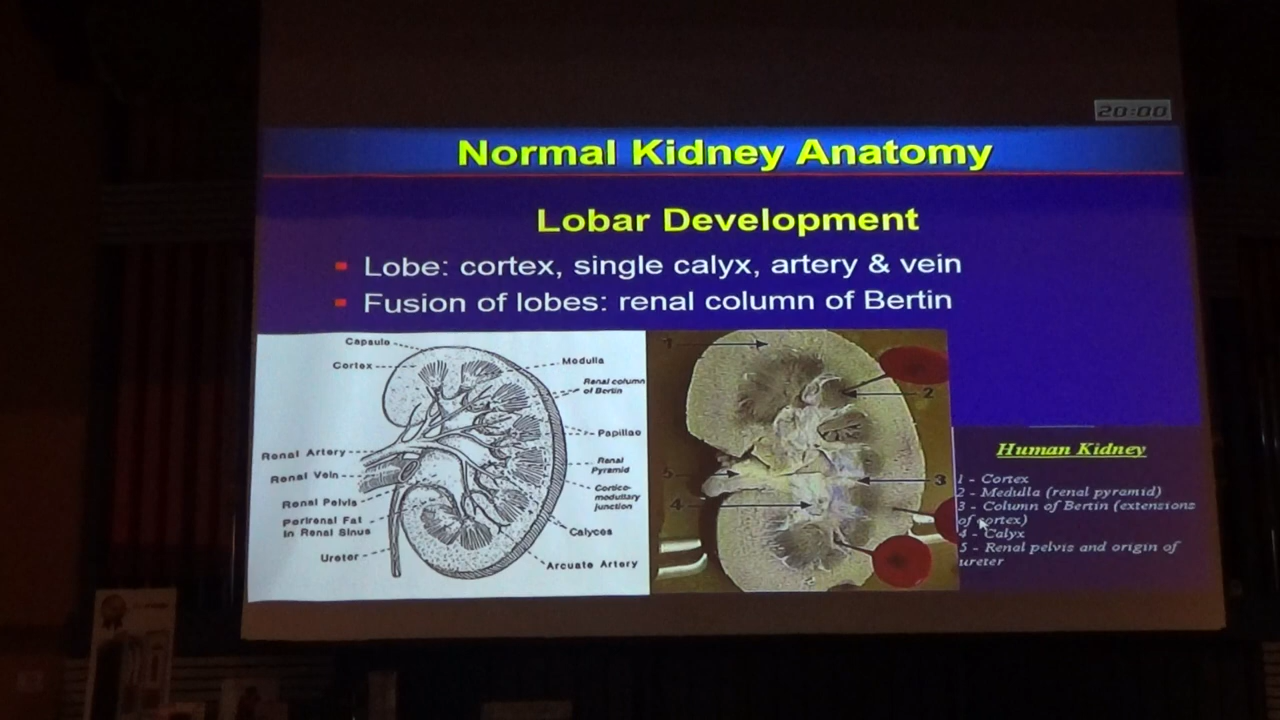 20:00
Normal Kidney Anatomy
Lobar Development
Lobe: cortex, single calyx, artery & vein
Fusion of lobes: renal column of Bertin
Capsule
Cortex
Renal Artery
Renal Vein
Renal Pelvis
Perirenal Fat
in Renal Sinus
Ureter
Medulla
Renal column
of Bertin
Papillae
Renal
Pyramid
Cortico-
medullary
junction
Calyces
Arcuate Artery
1
2
3
4
5
Human Kidney
1 - Cortex
2 - Medulla (renal pyramid)
3 - Column of Bertin (extensions
of cortex)
4 - Calyx
5 - Renal pelvis and origin of
ureter